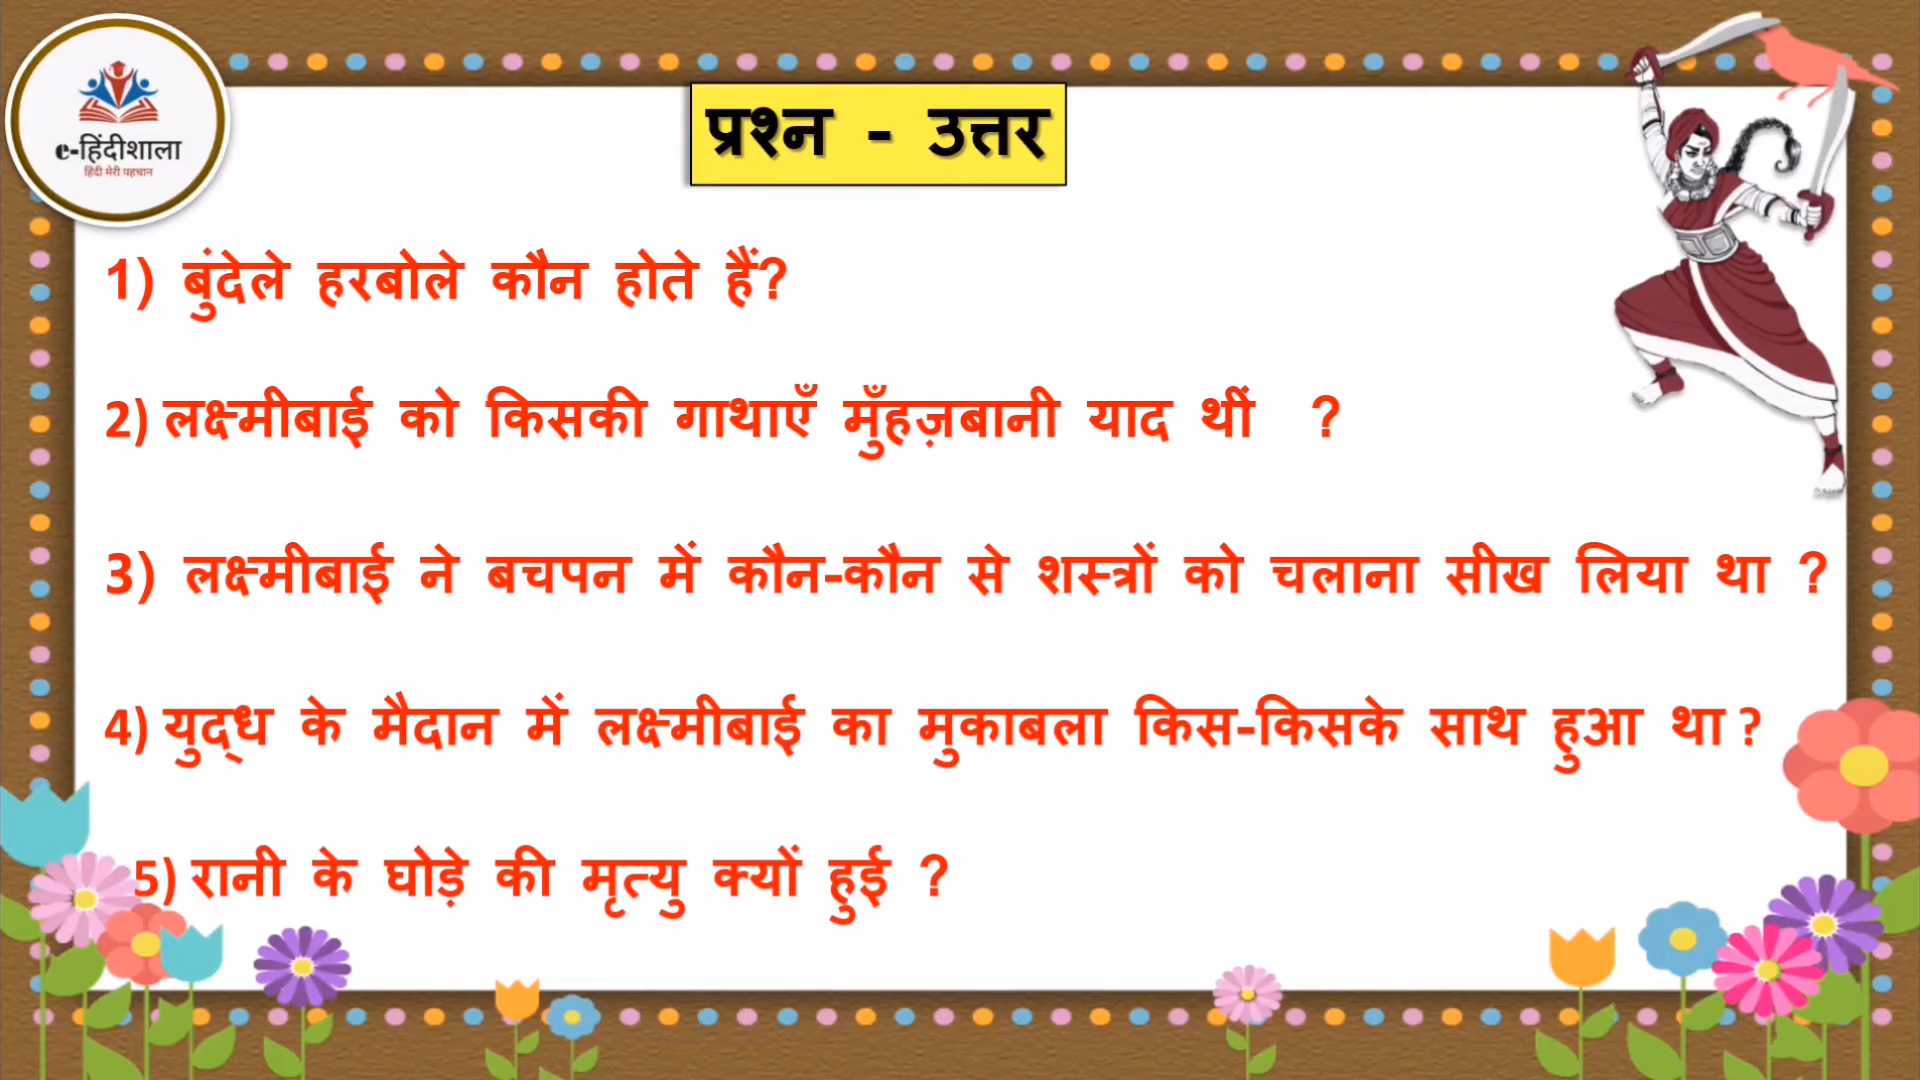 e-हिंदीशाला
हिंदी मेरी पहचान
प्रश्न - उत्तर
1) बुंदेले हरबोले कौन होते हैं?
2) लक्ष्मीबाई को किसकी गाथाएँ मुँहज़बानी याद थीं ?
3) लक्ष्मीबाई ने बचपन में कौन-कौन से शस्त्रों को चलाना सीख लिया था ?
4) युद्ध के मैदान में लक्ष्मीबाई का मुकाबला किस-किसके साथ हुआ था ?
5) रानी के घोड़े की मृत्यु क्यों हुई ?